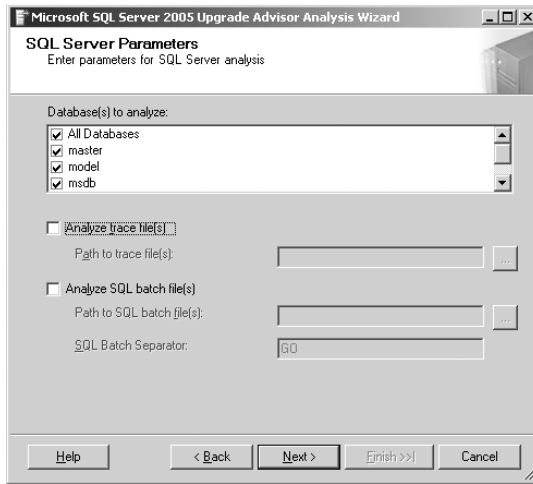 Microsoft SQL Server 2005 Upgrade Advisor Analysis Wizard
SQL Server Parameters
Enter parameters for SQL Server analysis
Database(s) to analyze:
All Databases
master
model
msdb
Analyze trace file(s)
Path to trace file(s):
...
Analyze SQL batch file(s)
Path to SQL batch file(s):
...
SQL Batch Separator:
GO
Help
< Back
Next >
Finish >>|
Cancel